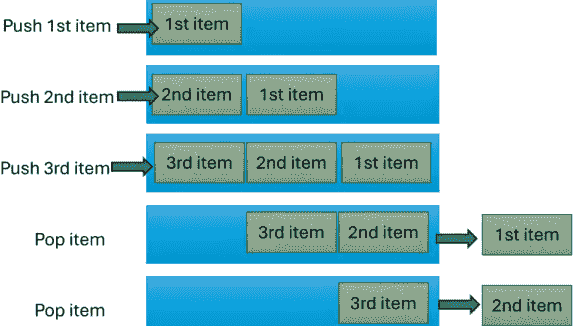 Push 1st item
1st item
Push 2nd item
2nd item
1st item
Push 3rd item
3rd item
2nd item
1st item
Pop item
3rd item
2nd item
1st item
Pop item
3rd item
2nd item